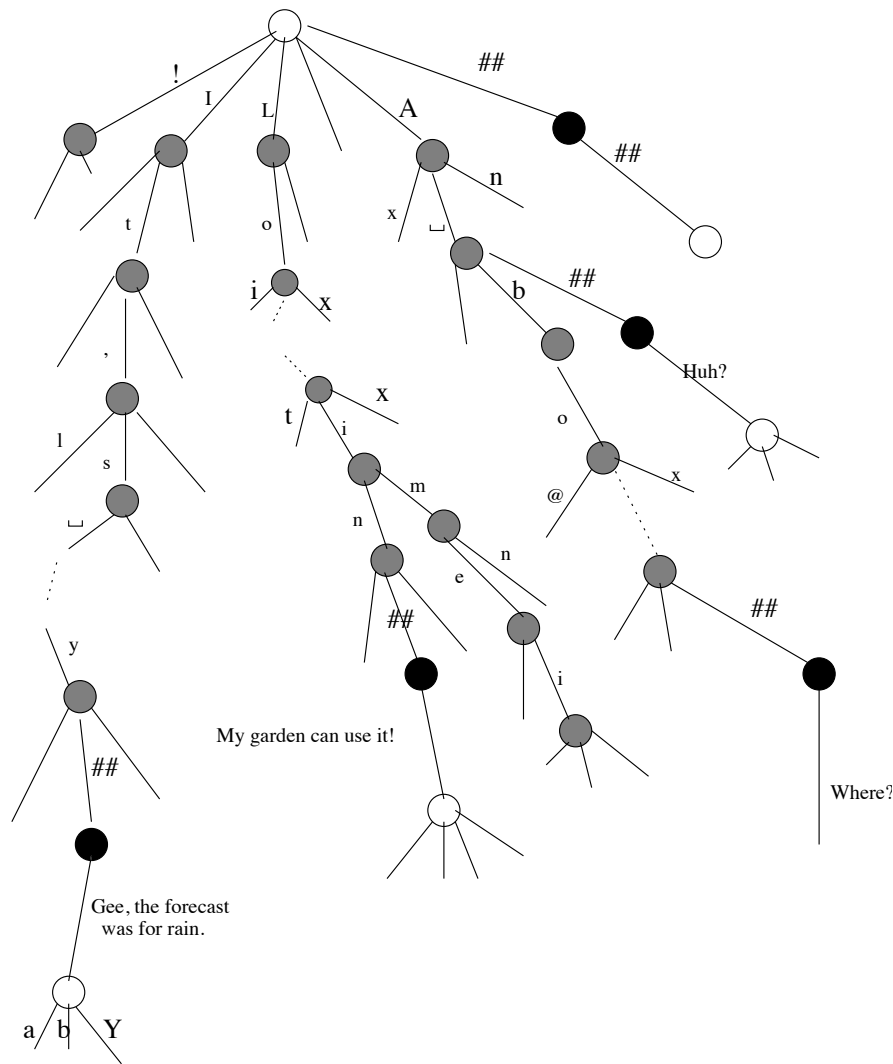 !
I
L
A
##
##
t
o
x
␣
n
i
x
b
##
,
Huh?
t
i
x
l
s
o
m
@
x
␣
n
e
n
##
##
y
i
My garden can use it!
##
Where?
Gee, the forecast
was for rain.
a
b
Y